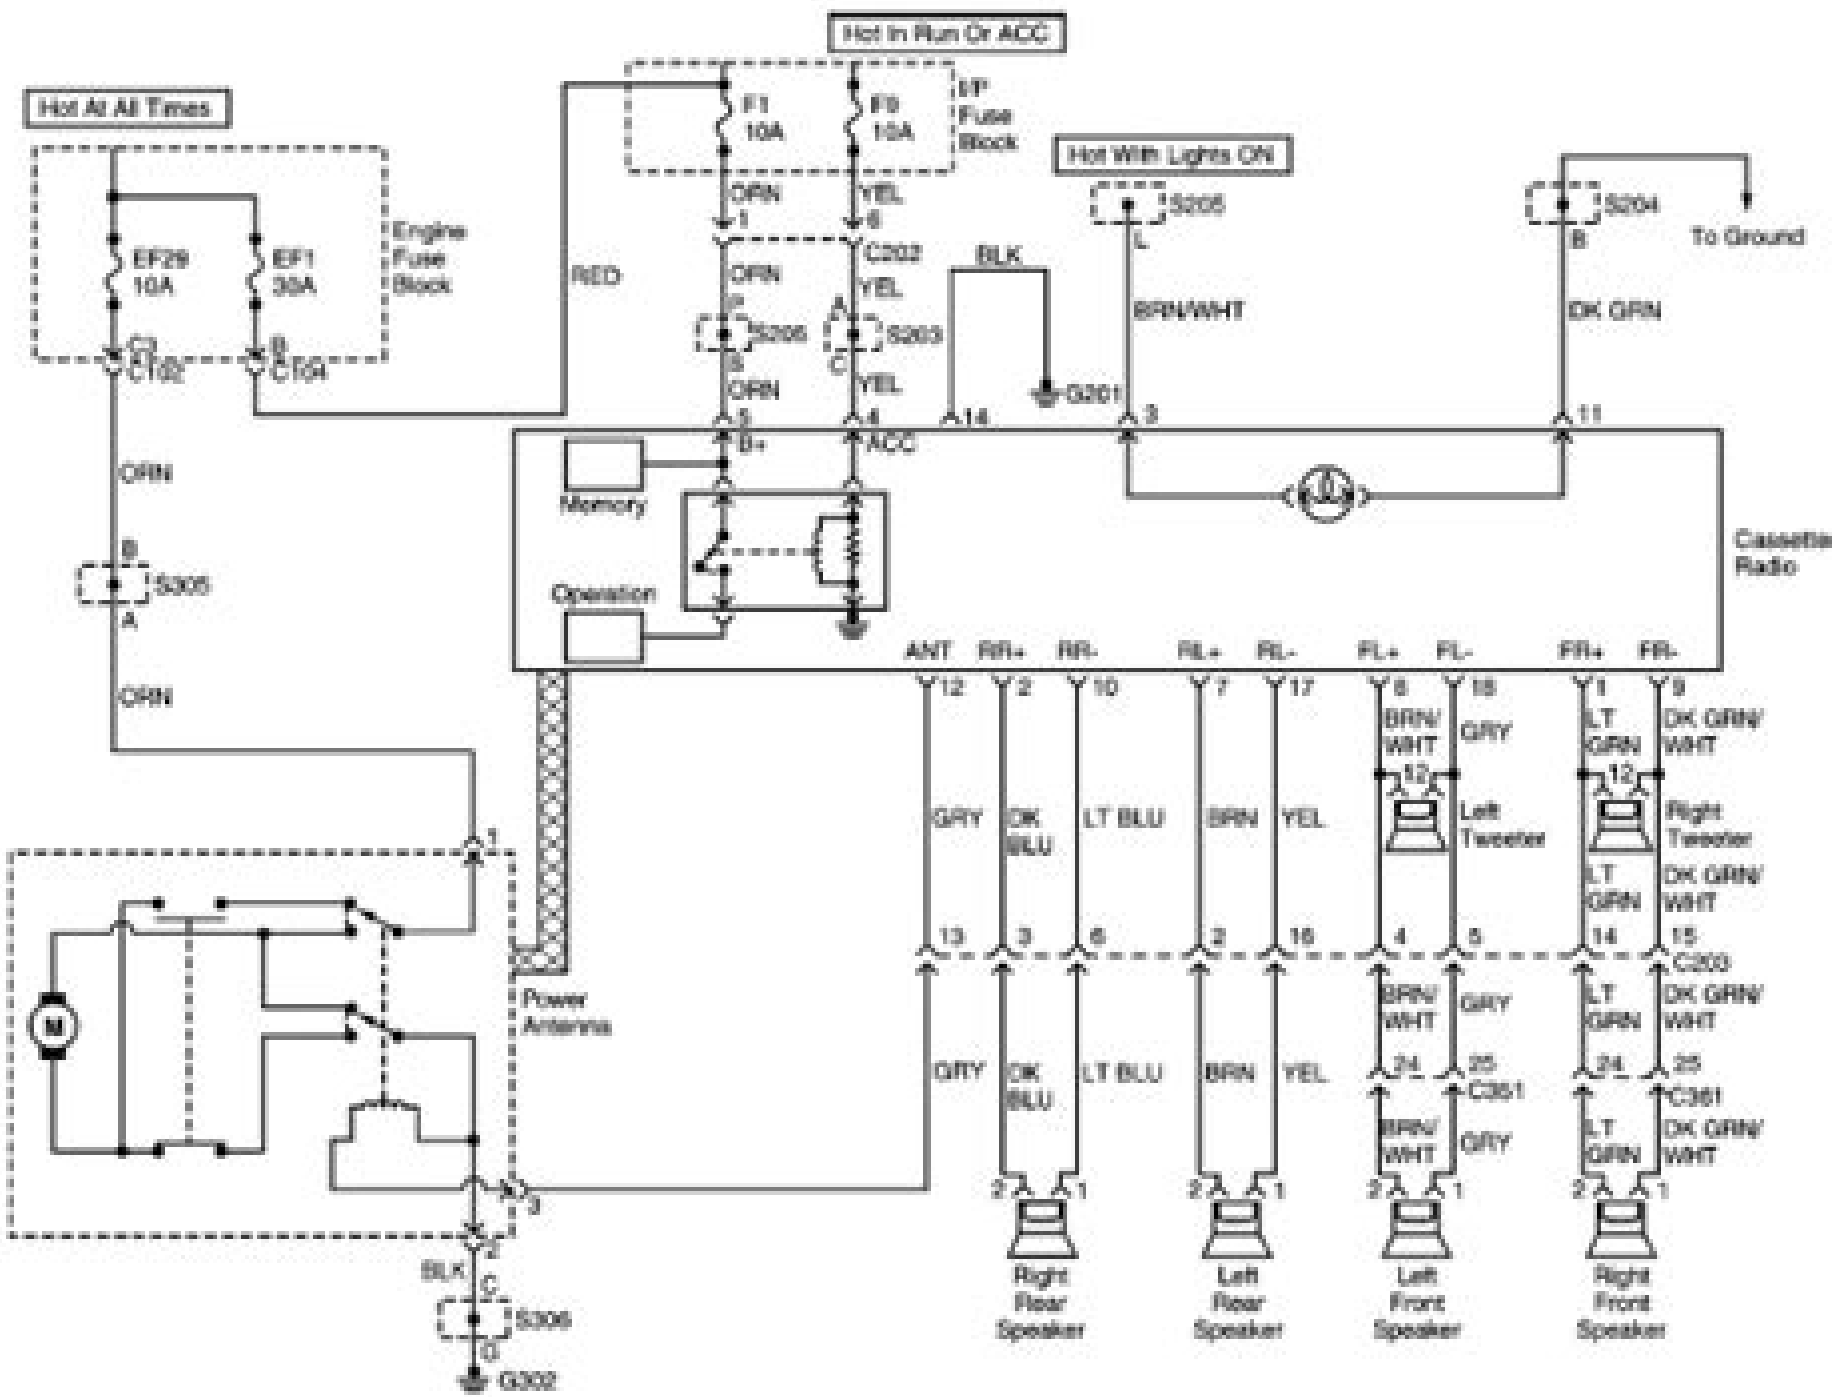 Hot In Run Or ACC
Hot At All Times
F1
10A
F9
10A
I/P
Fuse
Block
Hot With Lights ON
ORN
YEL
S205
S204
1
6
L
B
To Ground
Engine
Fuse
Block
EF29
10A
EF1
30A
C202
BLK
RED
ORN
YEL
BRN/WHT
DK GRN
P
A
S203
C3
B
C102
C104
C
ORN
YEL
G201
5
4
14
3
11
B+
ACC
ORN
Memory
Cassette
Radio
B
S305
A
Operation
ANT
RR+
RR-
RL+
RL-
FL+
FL-
FR+
FR-
12
2
10
7
17
8
18
1
9
ORN
BRN/
WHT
GRY
LT
GRN
DK GRN/
WHT
12
12
GRY
DK
BLU
LT BLU
BRN
YEL
Left
Tweeter
Right
Tweeter
1
LT
GRN
DK GRN/
WHT
13
3
6
2
16
4
5
14
15
C203
Power
Antenna
BRN/
WHT
GRY
LT
GRN
DK GRN/
WHT
M
GRY
DK
BLU
LT BLU
BRN
YEL
24
25
C351
24
25
C361
BRN/
WHT
GRY
LT
GRN
DK GRN/
WHT
3
2
1
2
1
2
1
2
1
2
BLK
C
S306
G302
Right
Rear
Speaker
Left
Rear
Speaker
Left
Front
Speaker
Right
Front
Speaker